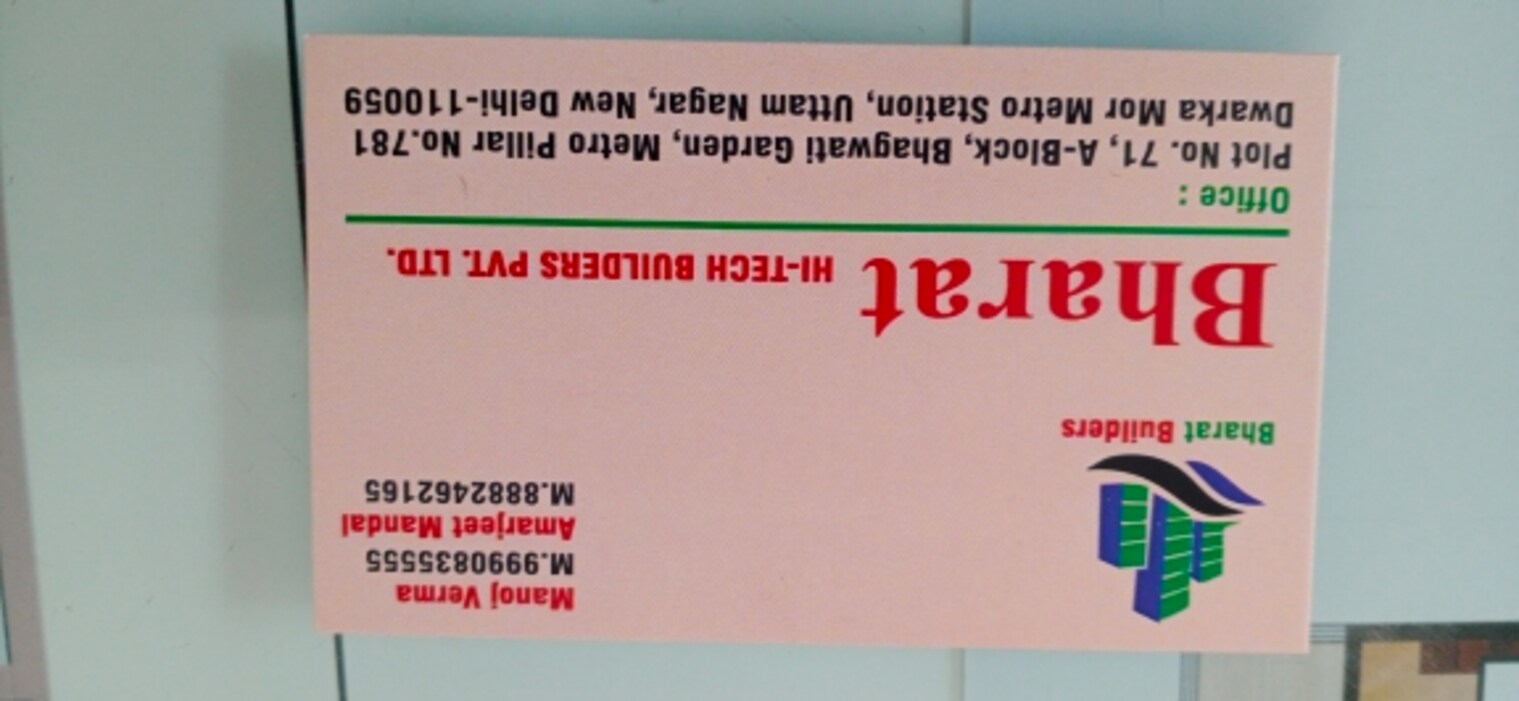 Manoj Verma
M.9990835555
Amarjeet Mandal
M.8882462165
Bharat Builders
Bharat HI-TECH BUILDERS PVT. LTD.
Office :
Plot No. 71, A-Block, Bhagwati Garden, Metro Pillar No.781
Dwarka Mor Metro Station, Uttam Nagar, New Delhi-110059